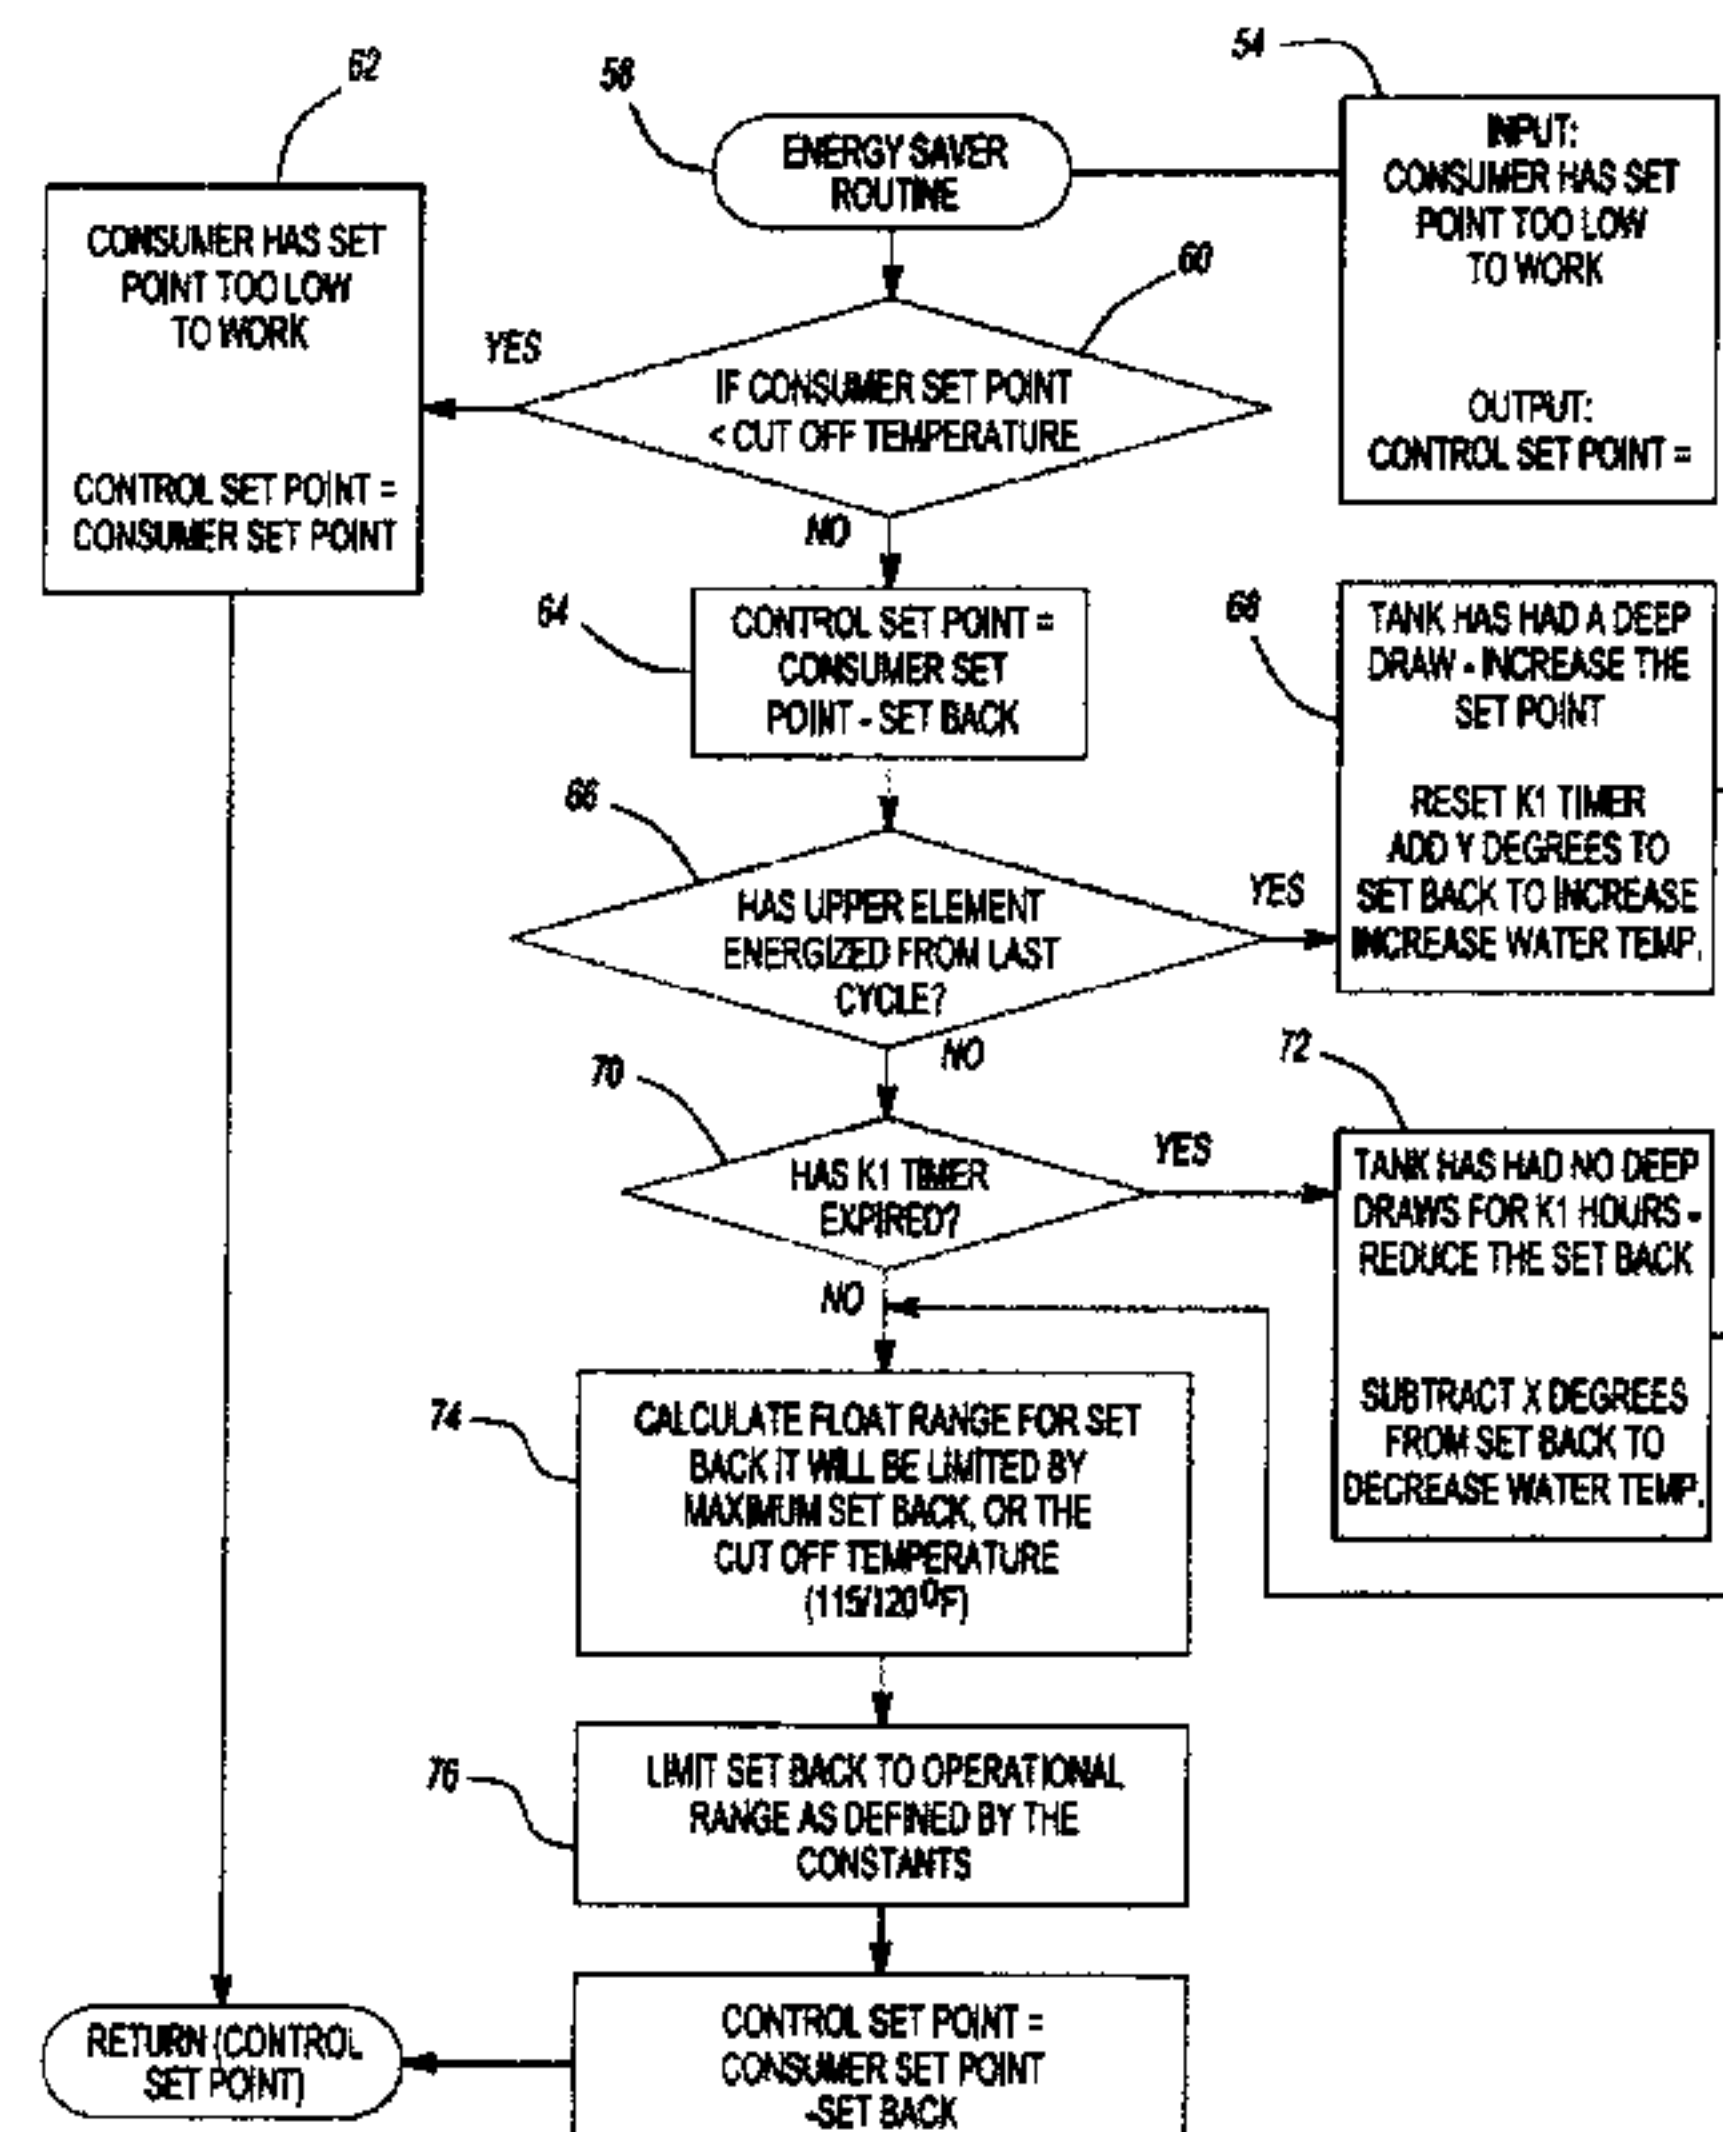 62
58
54
ENERGY SAVER
ROUTINE
INPUT:
CONSUMER HAS SET
POINT TOO LOW
TO WORK
OUTPUT:
CONTROL SET POINT =
CONSUMER HAS SET
POINT TOO LOW
TO WORK
CONTROL SET POINT =
CONSUMER SET POINT
YES
60
IF CONSUMER SET POINT
< CUT OFF TEMPERATURE
NO
64
CONTROL SET POINT =
CONSUMER SET
POINT - SET BACK
68
TANK HAS HAD A DEEP
DRAW - INCREASE THE
SET POINT
RESET K1 TIMER
ADD Y DEGREES TO
SET BACK TO INCREASE
INCREASE WATER TEMP.
66
HAS UPPER ELEMENT
ENERGIZED FROM LAST
CYCLE?
YES
NO
70
HAS K1 TIMER
EXPIRED?
YES
NO
72
TANK HAS HAD NO DEEP
DRAWS FOR K1 HOURS -
REDUCE THE SET BACK
SUBTRACT X DEGREES
FROM SET BACK TO
DECREASE WATER TEMP.
74
CALCULATE FLOAT RANGE FOR SET
BACK IT WILL BE LIMITED BY
MAXIMUM SET BACK, OR THE
CUT OFF TEMPERATURE
(115/120°F)
76
LIMIT SET BACK TO OPERATIONAL
RANGE AS DEFINED BY THE
CONSTANTS
CONTROL SET POINT =
CONSUMER SET POINT
-SET BACK
RETURN (CONTROL
SET POINT)